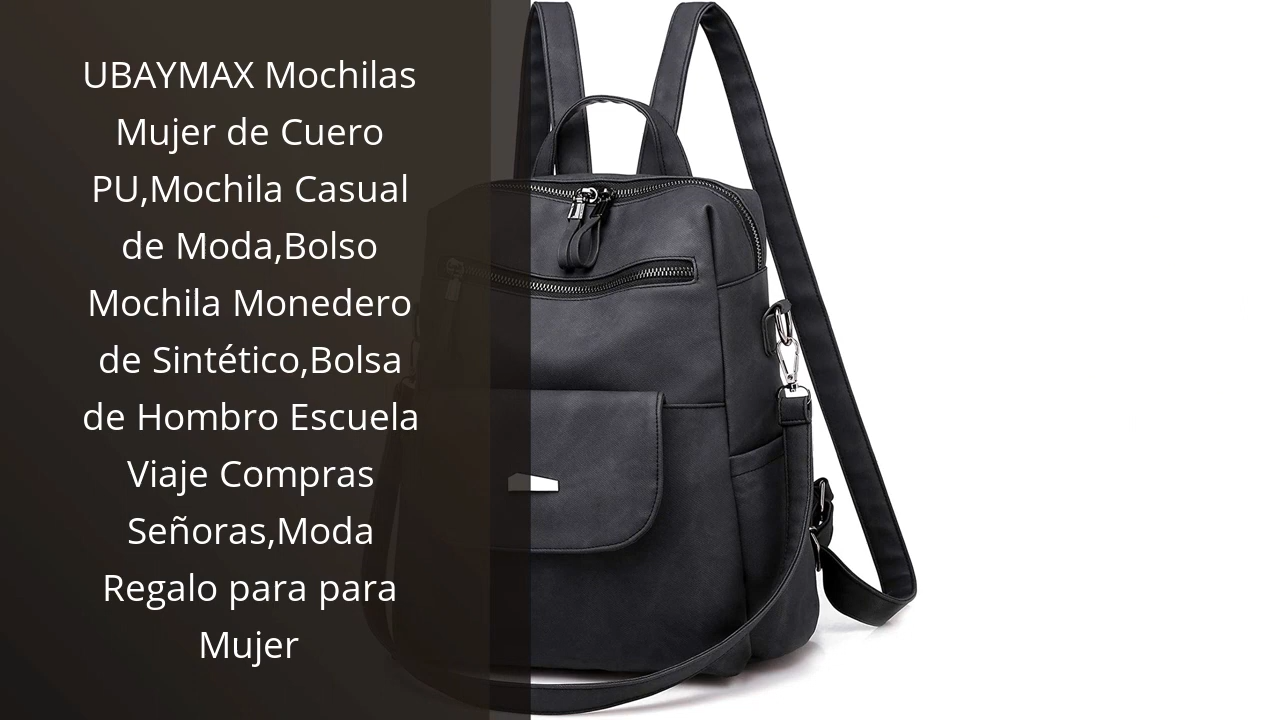 UBAYMAX Mochilas
Mujer de Cuero
PU,Mochila Casual
de Moda,Bolso
Mochila Monedero
de Sintético,Bolsa
de Hombro Escuela
Viaje Compras
Señoras,Moda
Regalo para para
Mujer